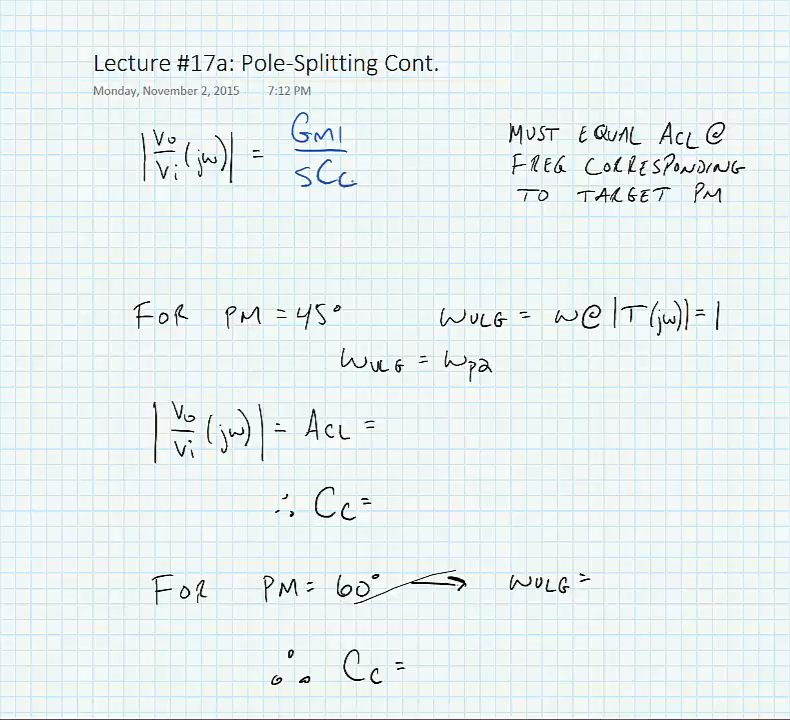 Lecture #17a: Pole-Splitting Cont.
Monday, November 2, 2015 7:12 PM
|Vo/Vi (jω)| = Gm1/sCc
MUST EQUAL ACL @
FREQ CORRESPONDING
TO TARGET PM
FOR PM = 45° ωULG = ω @ |T(jω)| = 1
ωULG = ωp2
|Vo/Vi (jω)| = ACL =
∴ Cc =
FOR PM = 60° → ωULG =
∴ Cc =